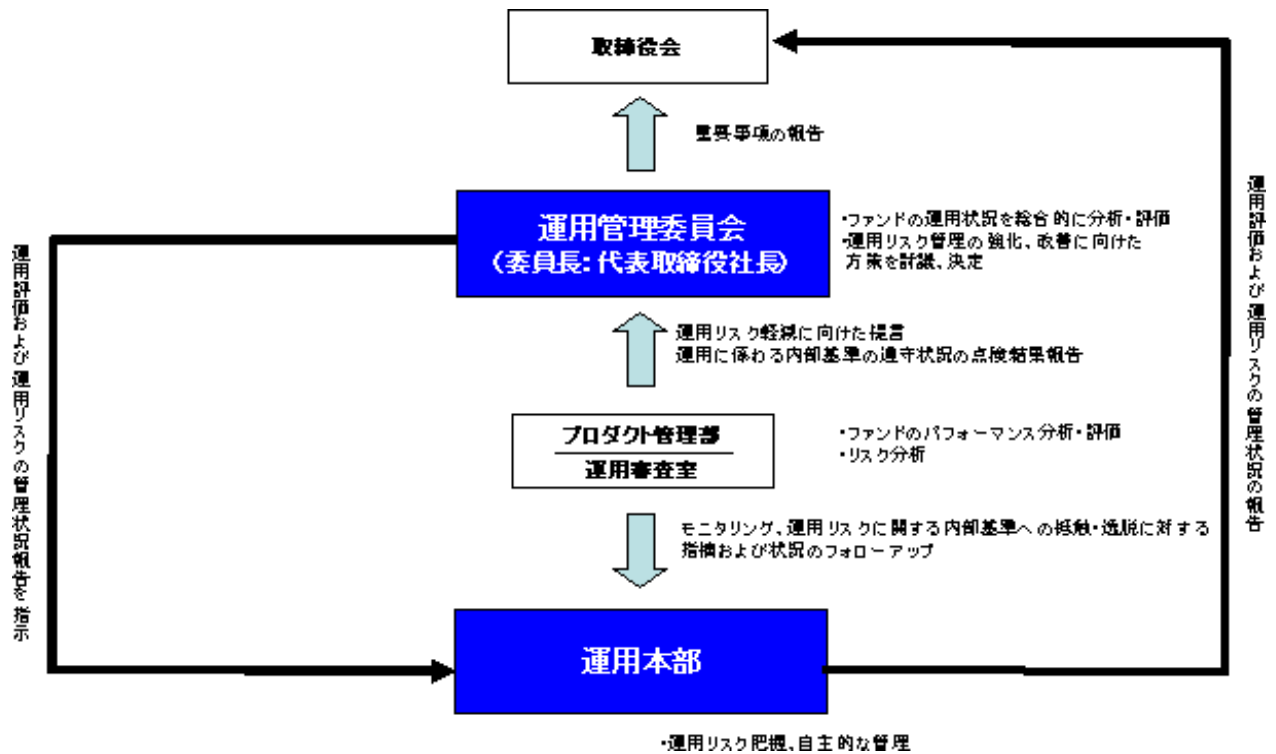 取締役会
重要事項の報告
運用管理委員会
（委員長：代表取締役社長）
・ファンドの運用状況を総合的に分析・評価
・運用リスク管理の強化、改善に向けた
方策を討議、決定
運用リスク軽減に向けた提言
運用に係わる内部基準の遵守状況の点検結果報告
プロダクト管理部
運用審査室
・ファンドのパフォーマンス分析・評価
・リスク分析
モニタリング、運用リスクに関する内部基準への抵触・逸脱に対する
指摘および状況のフォローアップ
運用本部
・運用リスク把握、自主的な管理
運用評価および運用リスクの管理状況報告を指示
運用評価および運用リスクの管理状況の報告